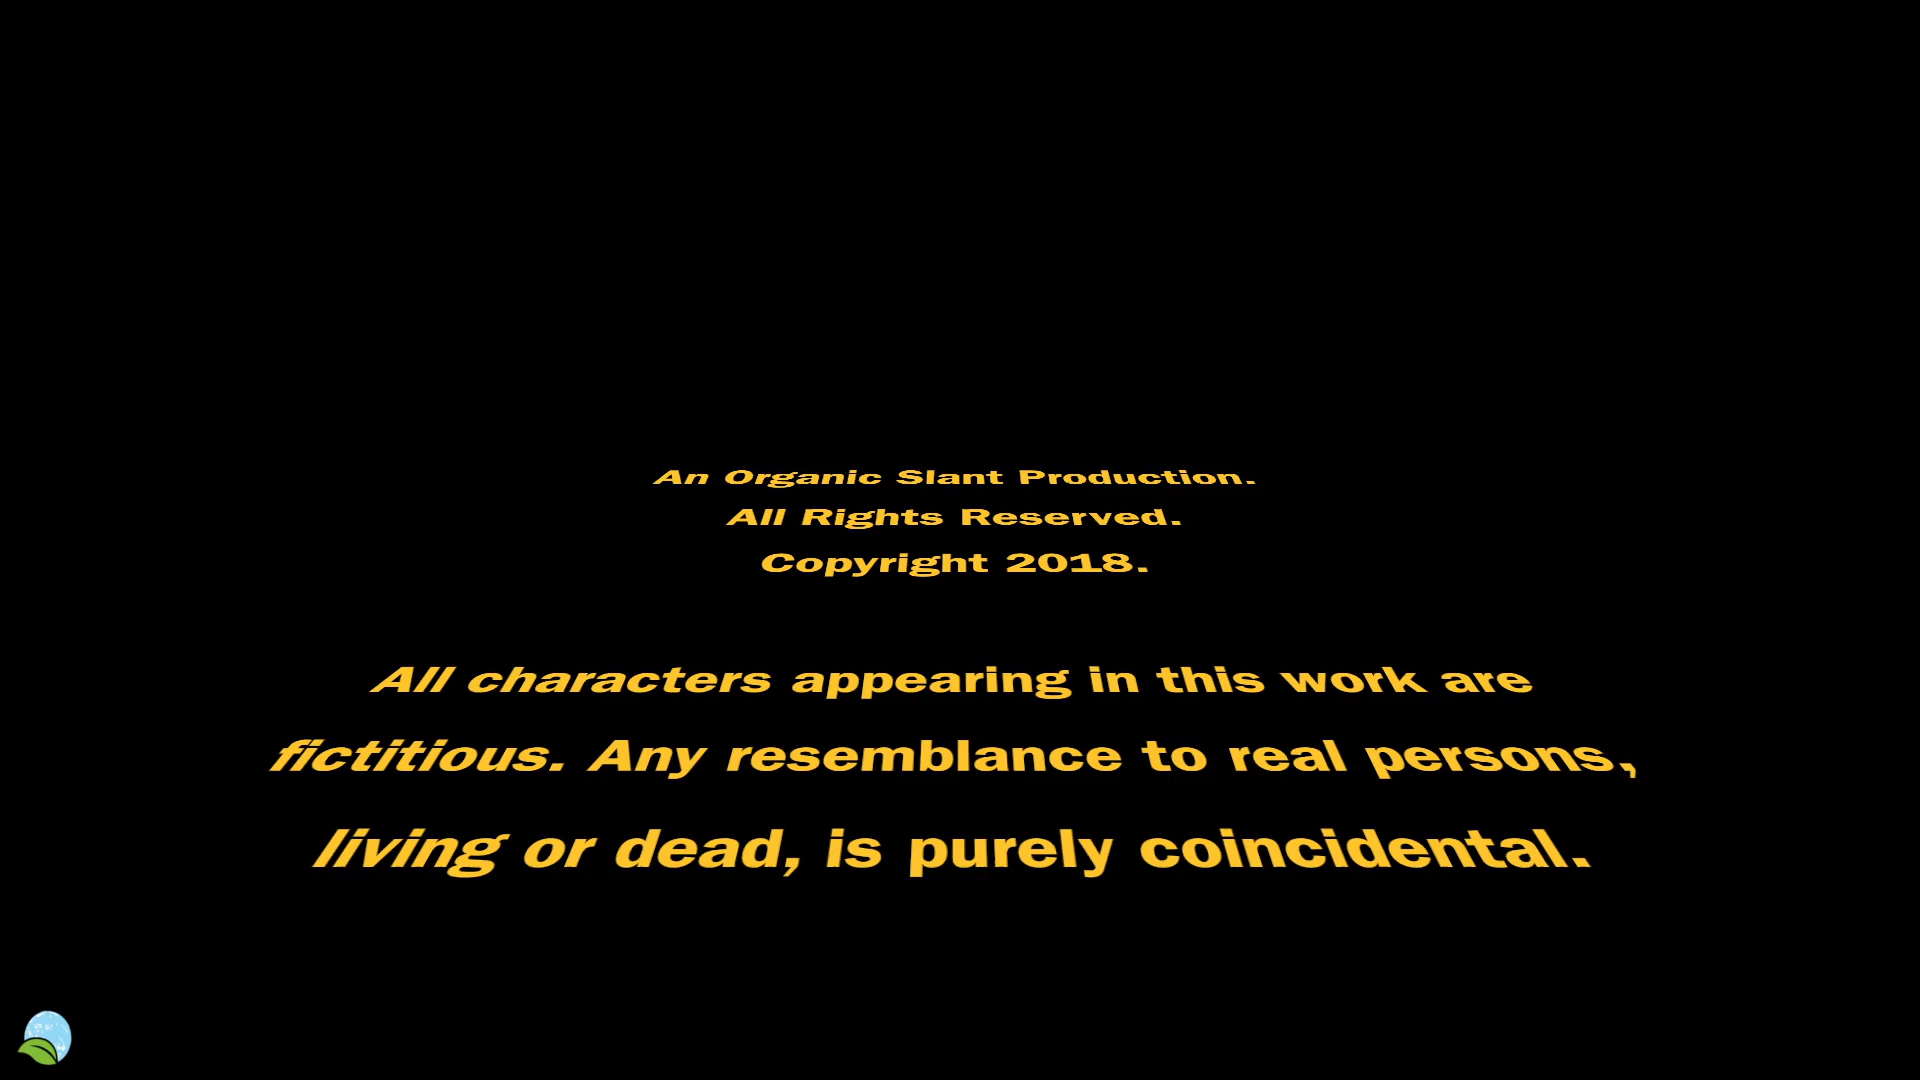 An Organic Slant Production.
All Rights Reserved.
Copyright 2018.
All characters appearing in this work are
fictitious. Any resemblance to real persons,
living or dead, is purely coincidental.